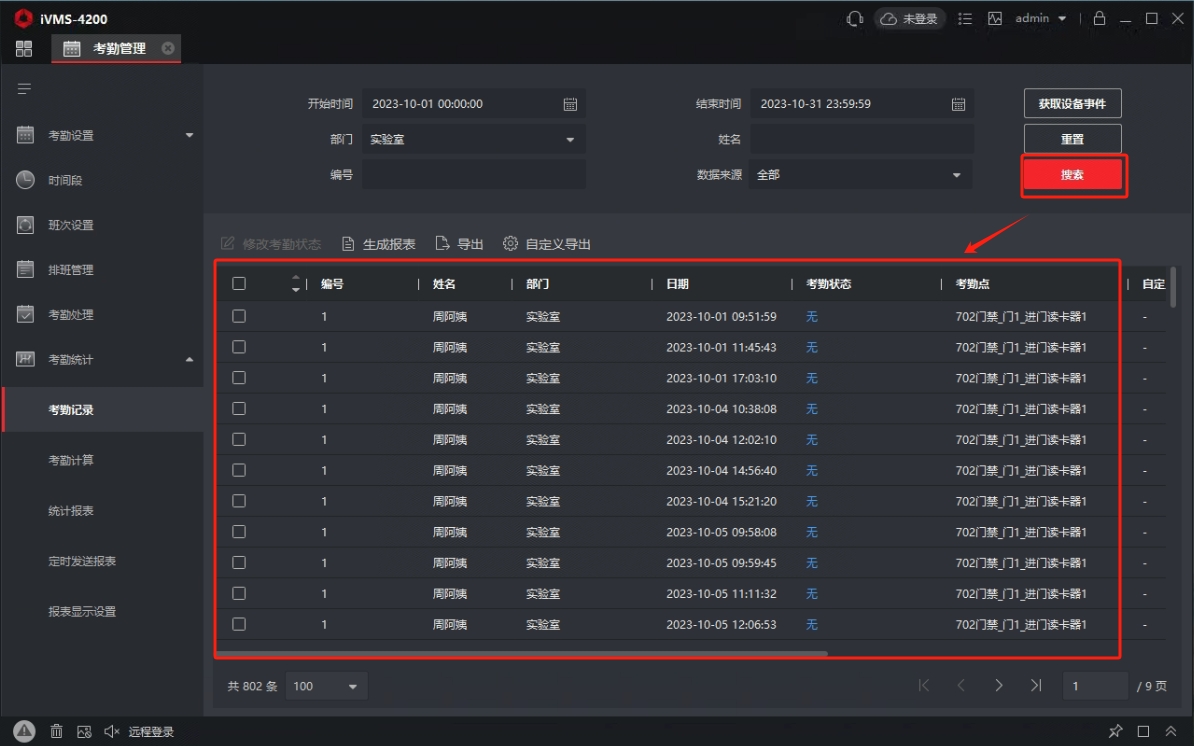 iVMS-4200
未登录
admin
考勤管理
考勤设置
时间段
班次设置
排班管理
考勤处理
考勤统计
考勤记录
考勤计算
统计报表
定时发送报表
报表显示设置
开始时间 2023-10-01 00:00:00 结束时间 2023-10-31 23:59:59 获取设备事件
部门 实验室 姓名 重置
编号 数据来源 全部 搜索
修改考勤状态 生成报表 导出 自定义导出
编号 姓名 部门 日期 考勤状态 考勤点 自定
1 周阿姨 实验室 2023-10-01 09:51:59 无 702门禁_门1_进门读卡器1 -
1 周阿姨 实验室 2023-10-01 11:45:43 无 702门禁_门1_进门读卡器1 -
1 周阿姨 实验室 2023-10-01 17:03:10 无 702门禁_门1_进门读卡器1 -
1 周阿姨 实验室 2023-10-04 10:38:08 无 702门禁_门1_进门读卡器1 -
1 周阿姨 实验室 2023-10-04 12:02:10 无 702门禁_门1_进门读卡器1 -
1 周阿姨 实验室 2023-10-04 14:56:40 无 702门禁_门1_进门读卡器1 -
1 周阿姨 实验室 2023-10-04 15:21:20 无 702门禁_门1_进门读卡器1 -
1 周阿姨 实验室 2023-10-05 09:58:08 无 702门禁_门1_进门读卡器1 -
1 周阿姨 实验室 2023-10-05 09:59:45 无 702门禁_门1_进门读卡器1 -
1 周阿姨 实验室 2023-10-05 11:11:32 无 702门禁_门1_进门读卡器1 -
1 周阿姨 实验室 2023-10-05 12:06:53 无 702门禁_门1_进门读卡器1 -
共 802 条 100 1 / 9 页
远程登录